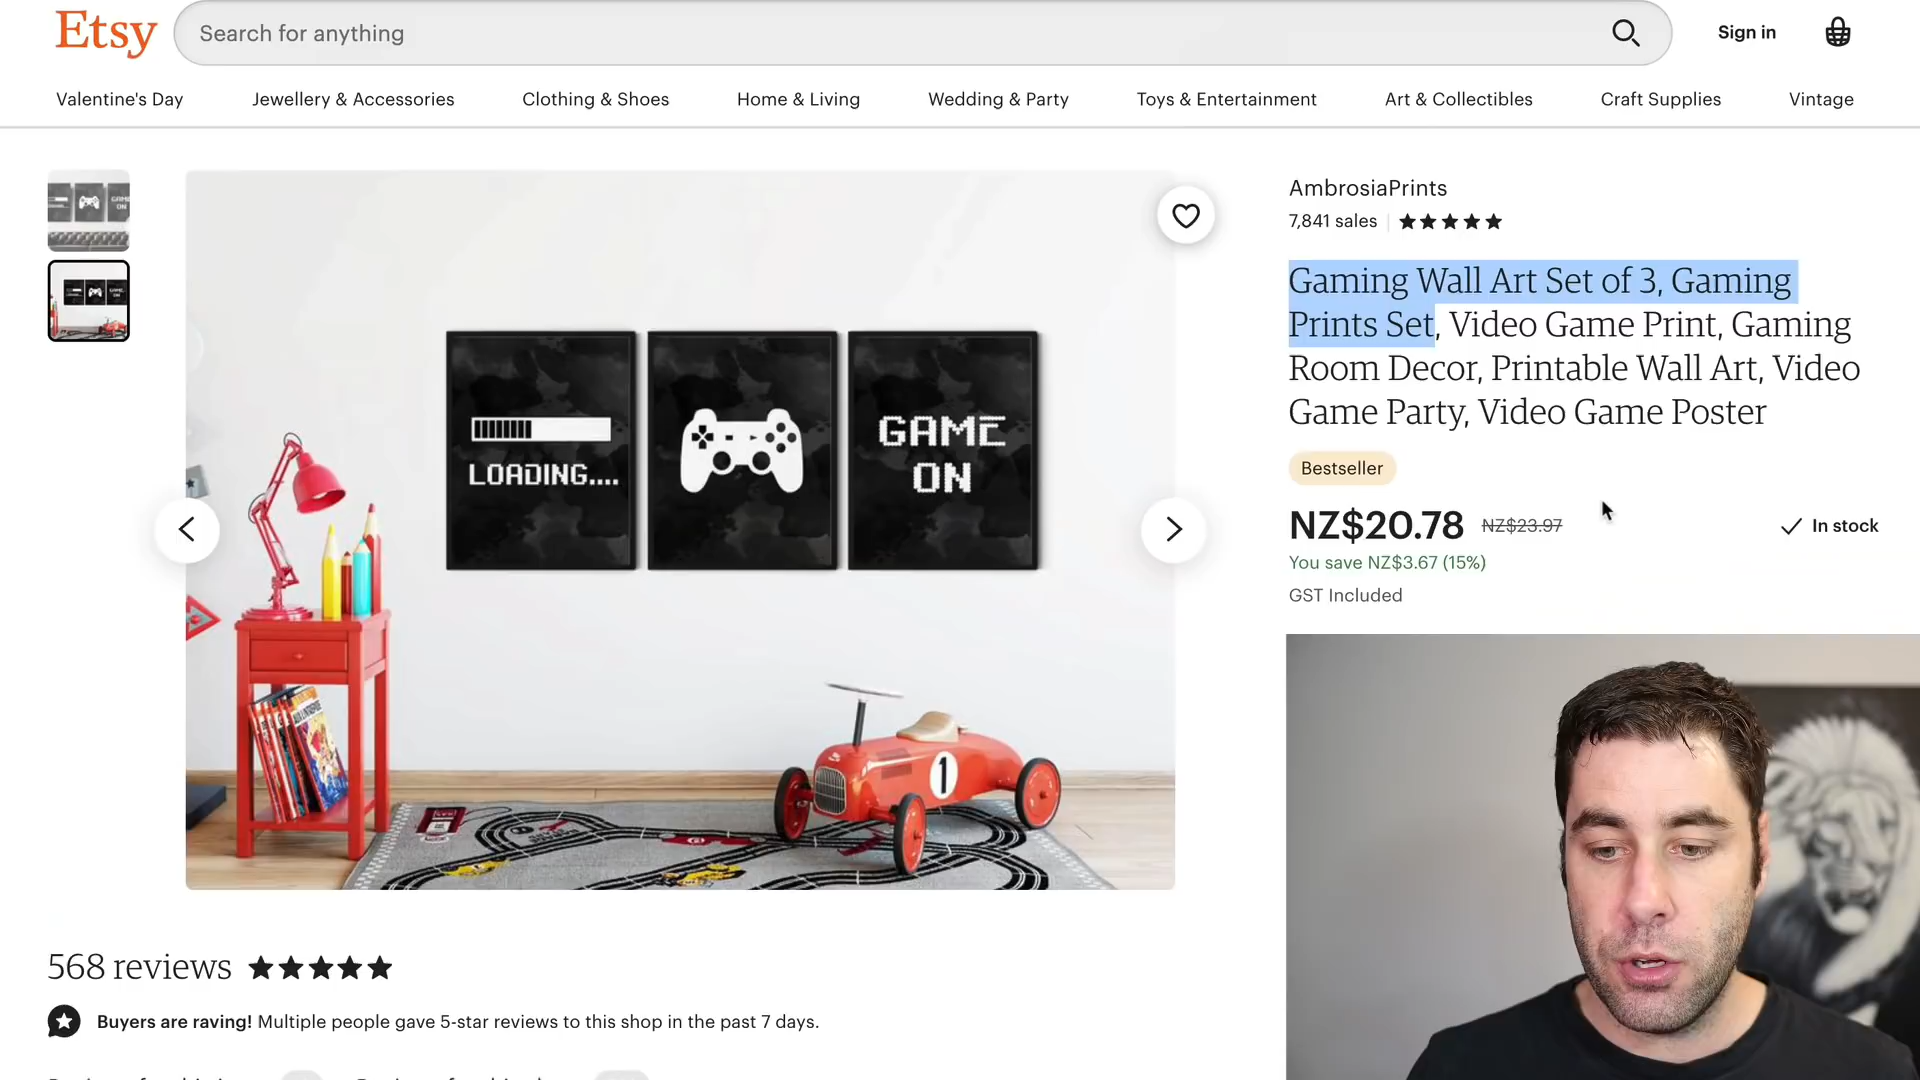 Etsy
Search for anything
Sign in
Valentine's Day
Jewellery & Accessories
Clothing & Shoes
Home & Living
Wedding & Party
Toys & Entertainment
Art & Collectibles
Craft Supplies
Vintage
LOADING....
GAME
ON
1
AmbrosiaPrints
7,841 sales
Gaming Wall Art Set of 3, Gaming
Prints Set, Video Game Print, Gaming
Room Decor, Printable Wall Art, Video
Game Party, Video Game Poster
Bestseller
NZ$20.78 NZ$23.97
In stock
You save NZ$3.67 (15%)
GST Included
568 reviews
Buyers are raving! Multiple people gave 5-star reviews to this shop in the past 7 days.